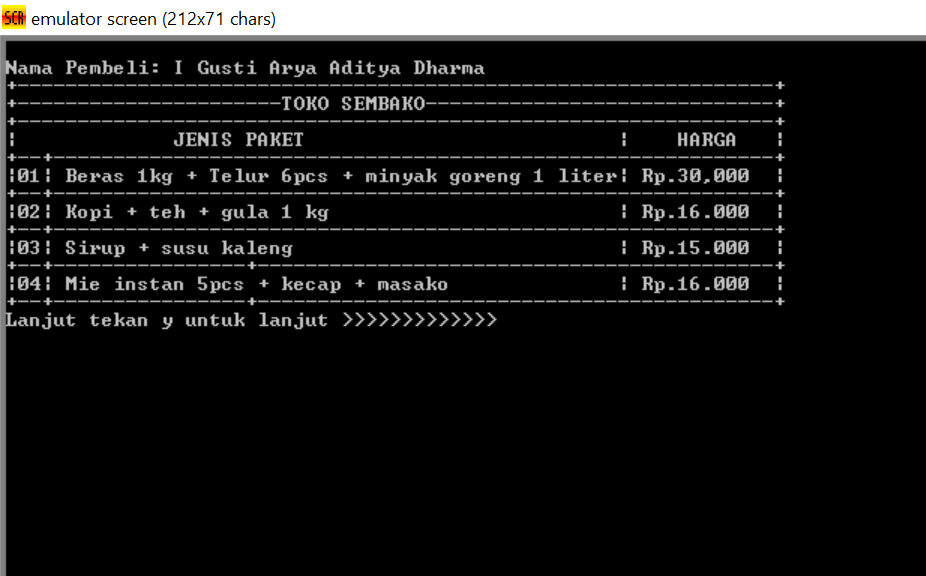 SCR emulator screen (212x71 chars)
Nama Pembeli: I Gusti Arya Aditya Dharma
+---------------------------------------------------------------+
+----------------------TOKO SEMBAKO-----------------------------+
+---------------------------------------------------------------+
¦             JENIS PAKET                          ¦    HARGA   ¦
+--+------------------------------------------------------------+
¦01¦ Beras 1kg + Telur 6pcs + minyak goreng 1 liter¦ Rp.30,000  ¦
+--+------------------------------------------------------------+
¦02¦ Kopi + teh + gula 1 kg                        ¦ Rp.16.000  ¦
+--+------------------------------------------------------------+
¦03¦ Sirup + susu kaleng                           ¦ Rp.15.000  ¦
+--+----------------+-------------------------------------------+
¦04¦ Mie instan 5pcs + kecap + masako              ¦ Rp.16.000  ¦
+--+----------------+-------------------------------------------+
Lanjut tekan y untuk lanjut >>>>>>>>>>>>>